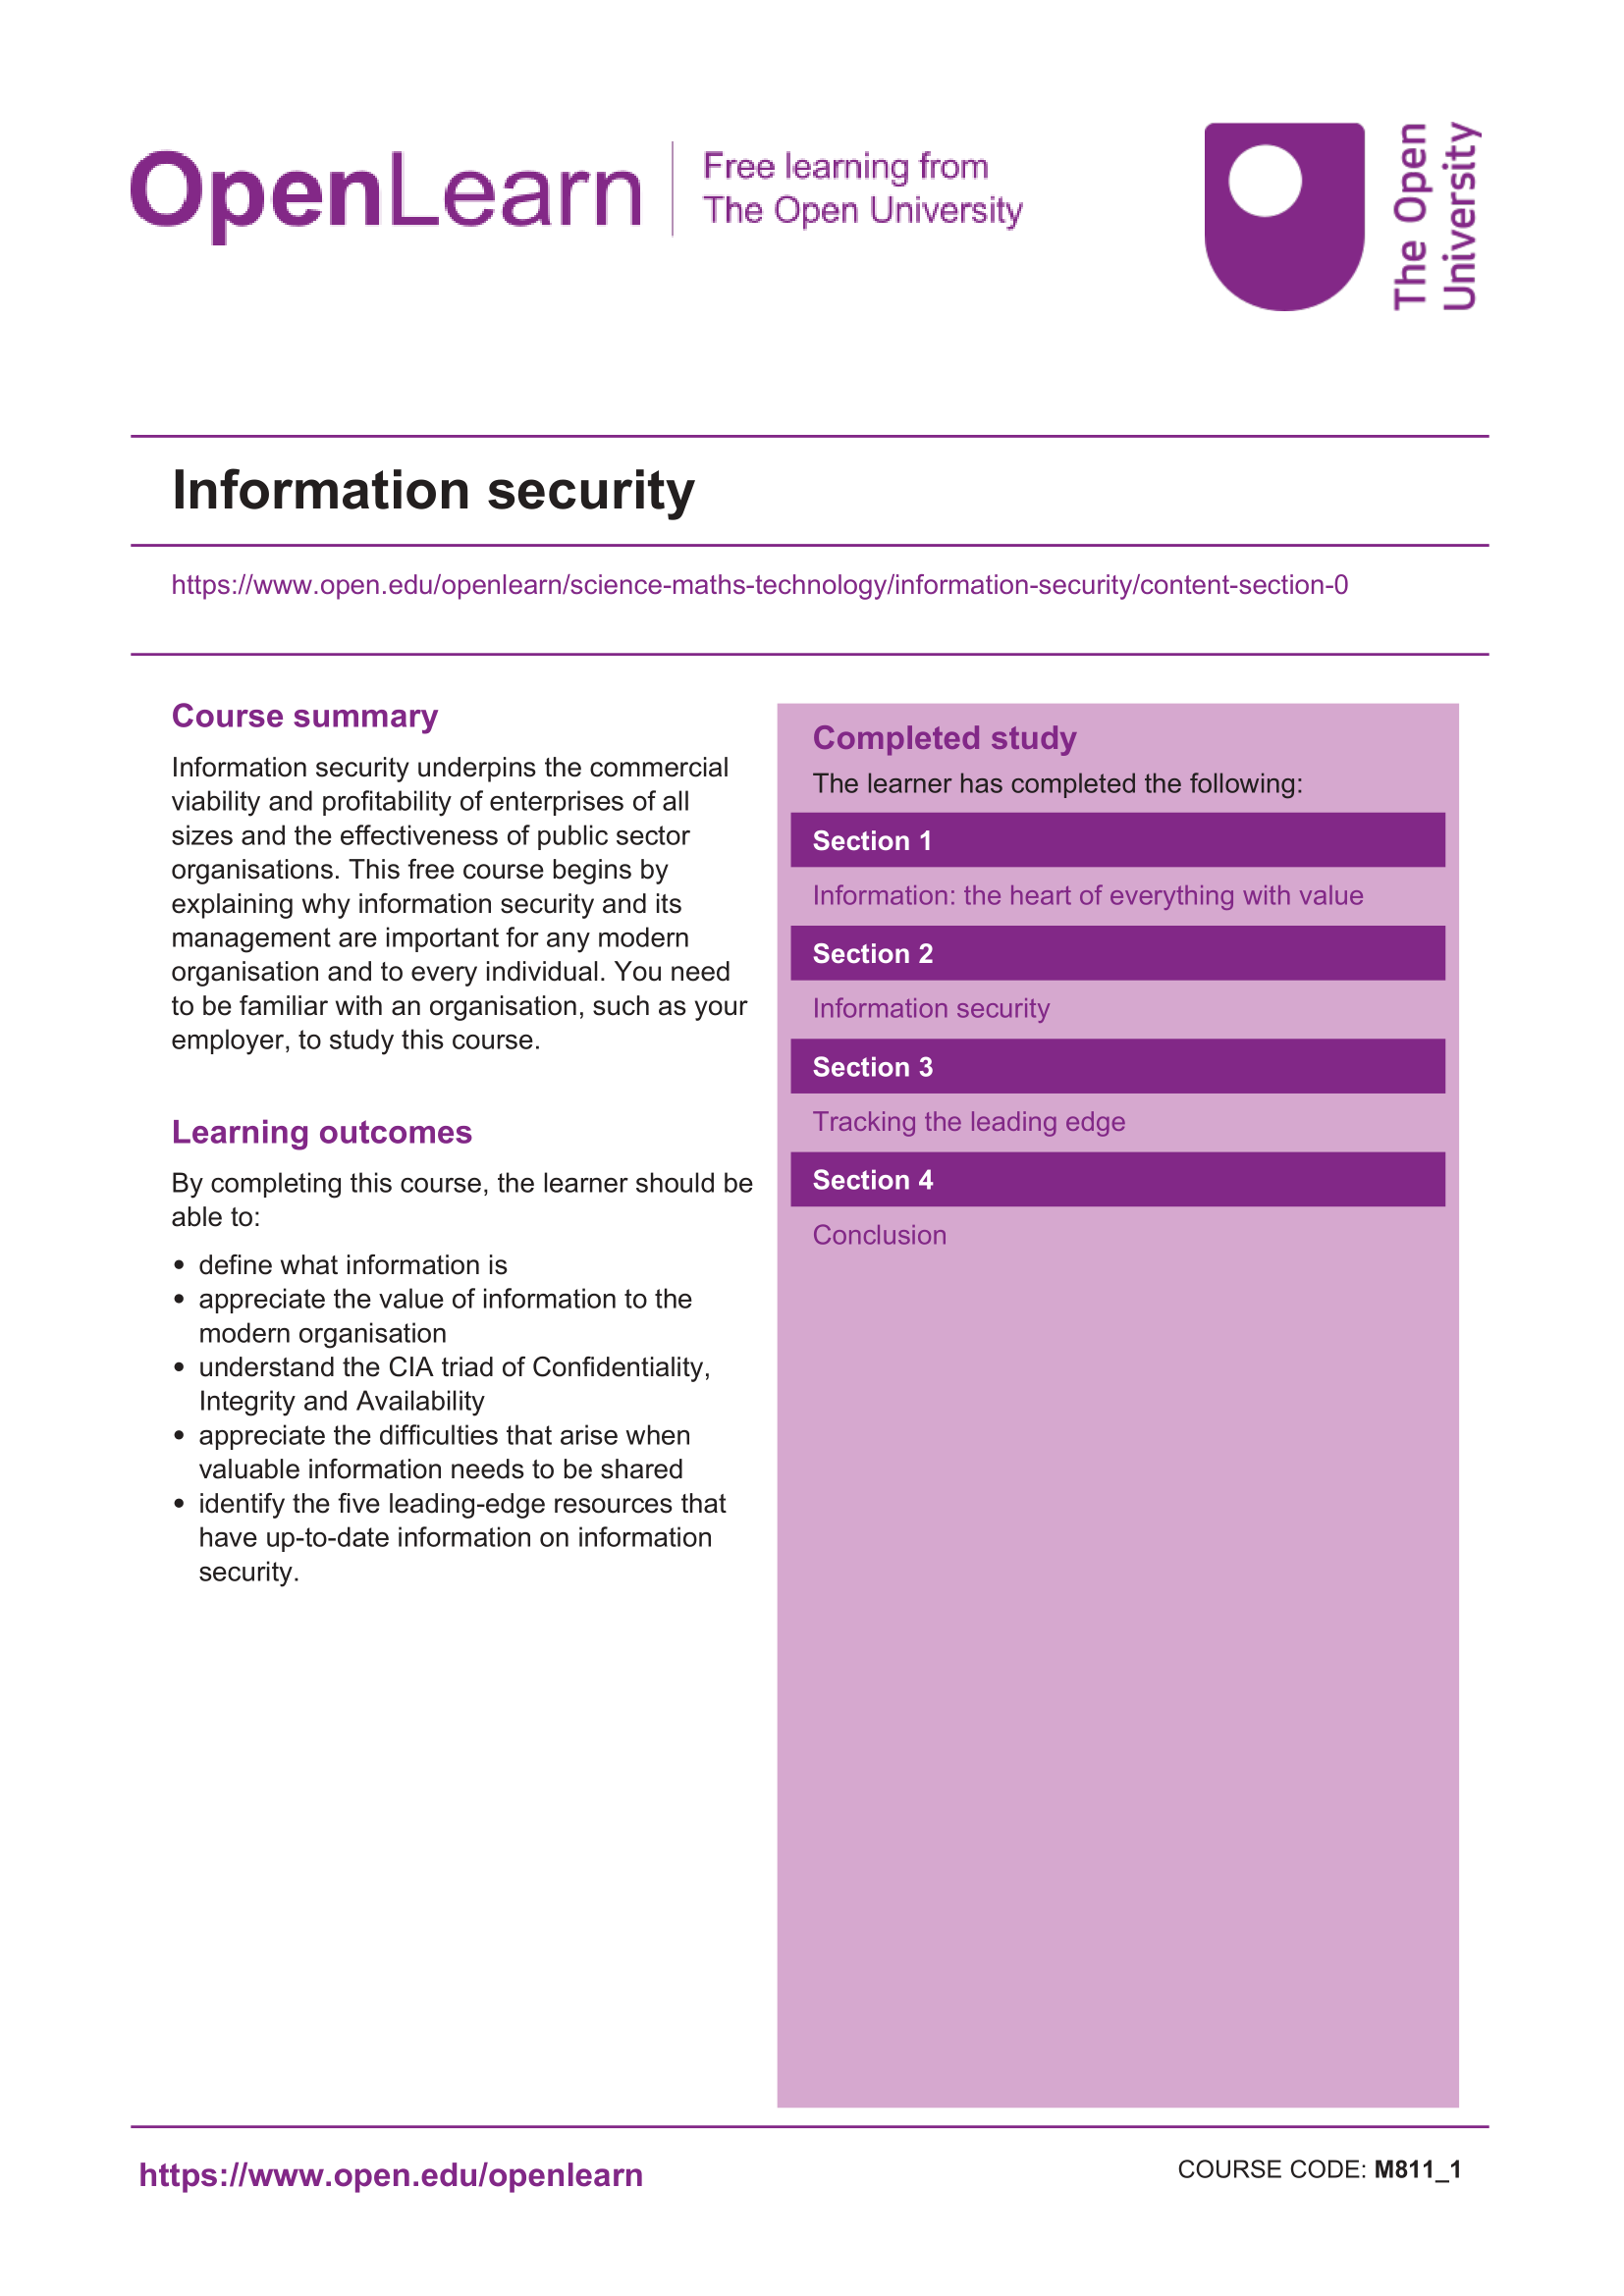 OpenLearn
Free learning from
The Open University
The Open
University
Information security
https://www.open.edu/openlearn/science-maths-technology/information-security/content-section-0
Course summary
Information security underpins the commercial
viability and profitability of enterprises of all
sizes and the effectiveness of public sector
organisations. This free course begins by
explaining why information security and its
management are important for any modern
organisation and to every individual. You need
to be familiar with an organisation, such as your
employer, to study this course.
Learning outcomes
By completing this course, the learner should be
able to:
• define what information is
• appreciate the value of information to the
modern organisation
• understand the CIA triad of Confidentiality,
Integrity and Availability
• appreciate the difficulties that arise when
valuable information needs to be shared
• identify the five leading-edge resources that
have up-to-date information on information
security.
Completed study
The learner has completed the following:
Section 1
Information: the heart of everything with value
Section 2
Information security
Section 3
Tracking the leading edge
Section 4
Conclusion
https://www.open.edu/openlearn
COURSE CODE: M811_1